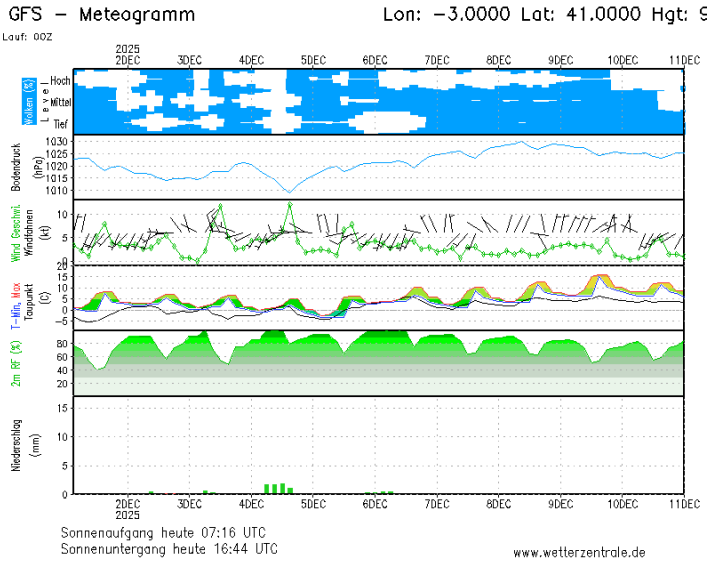 GFS – Meteogramm Lon: −3.0000 Lat: 41.0000 Hgt: 9
Lauf: 00Z
2025
2DEC 3DEC 4DEC 5DEC 6DEC 7DEC 8DEC 9DEC 10DEC 11DEC
Wolken (%)
Level
Hoch
Mittel
Tief
Bodendruck
(hPa)
1030
1025
1020
1015
1010
Wind Geschwi.
Windfahnen
(kt)
10
5
0
T-Min, Max
Taupunkt
(C)
20
15
10
5
0
−5
2m RF (%)
80
60
40
20
Niederschlag
(mm)
15
10
5
0
2DEC 3DEC 4DEC 5DEC 6DEC 7DEC 8DEC 9DEC 10DEC 11DEC
2025
Sonnenaufgang heute 07:16 UTC
Sonnenuntergang heute 16:44 UTC
www.wetterzentrale.de